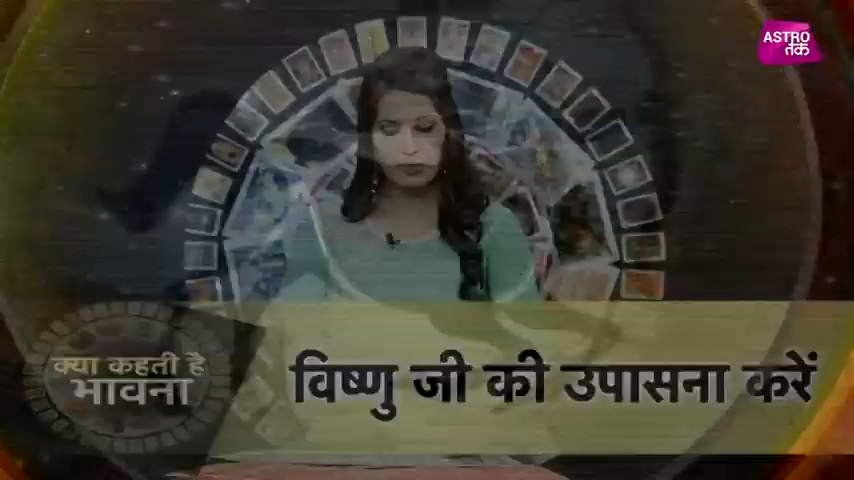 ASTRO
तक
क्या कहती है
भावना
विष्णु जी की उपासना करें